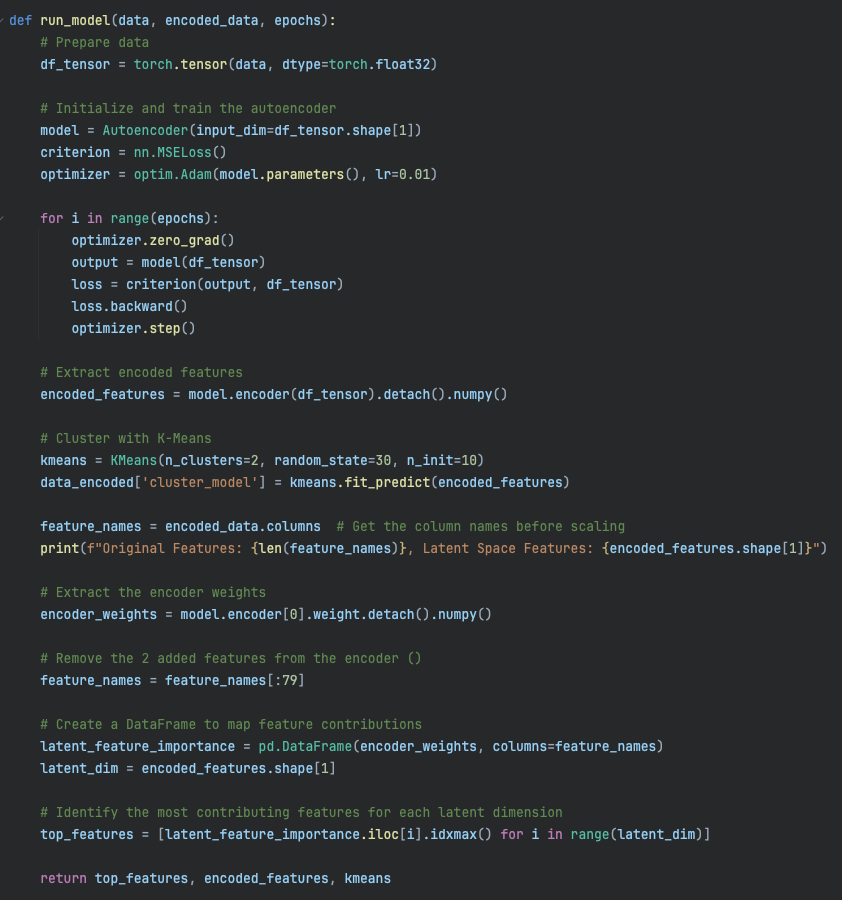 def run_model(data, encoded_data, epochs):
    # Prepare data
    df_tensor = torch.tensor(data, dtype=torch.float32)
    # Initialize and train the autoencoder
    model = Autoencoder(input_dim=df_tensor.shape[1])
    criterion = nn.MSELoss()
    optimizer = optim.Adam(model.parameters(), lr=0.01)
    for i in range(epochs):
        optimizer.zero_grad()
        output = model(df_tensor)
        loss = criterion(output, df_tensor)
        loss.backward()
        optimizer.step()
    # Extract encoded features
    encoded_features = model.encoder(df_tensor).detach().numpy()
    # Cluster with K-Means
    kmeans = KMeans(n_clusters=2, random_state=30, n_init=10)
    data_encoded['cluster_model'] = kmeans.fit_predict(encoded_features)
    feature_names = encoded_data.columns  # Get the column names before scaling
    print(f"Original Features: {len(feature_names)}, Latent Space Features: {encoded_features.shape[1]}")
    # Extract the encoder weights
    encoder_weights = model.encoder[0].weight.detach().numpy()
    # Remove the 2 added features from the encoder ()
    feature_names = feature_names[:79]
    # Create a DataFrame to map feature contributions
    latent_feature_importance = pd.DataFrame(encoder_weights, columns=feature_names)
    latent_dim = encoded_features.shape[1]
    # Identify the most contributing features for each latent dimension
    top_features = [latent_feature_importance.iloc[i].idxmax() for i in range(latent_dim)]
    return top_features, encoded_features, kmeans